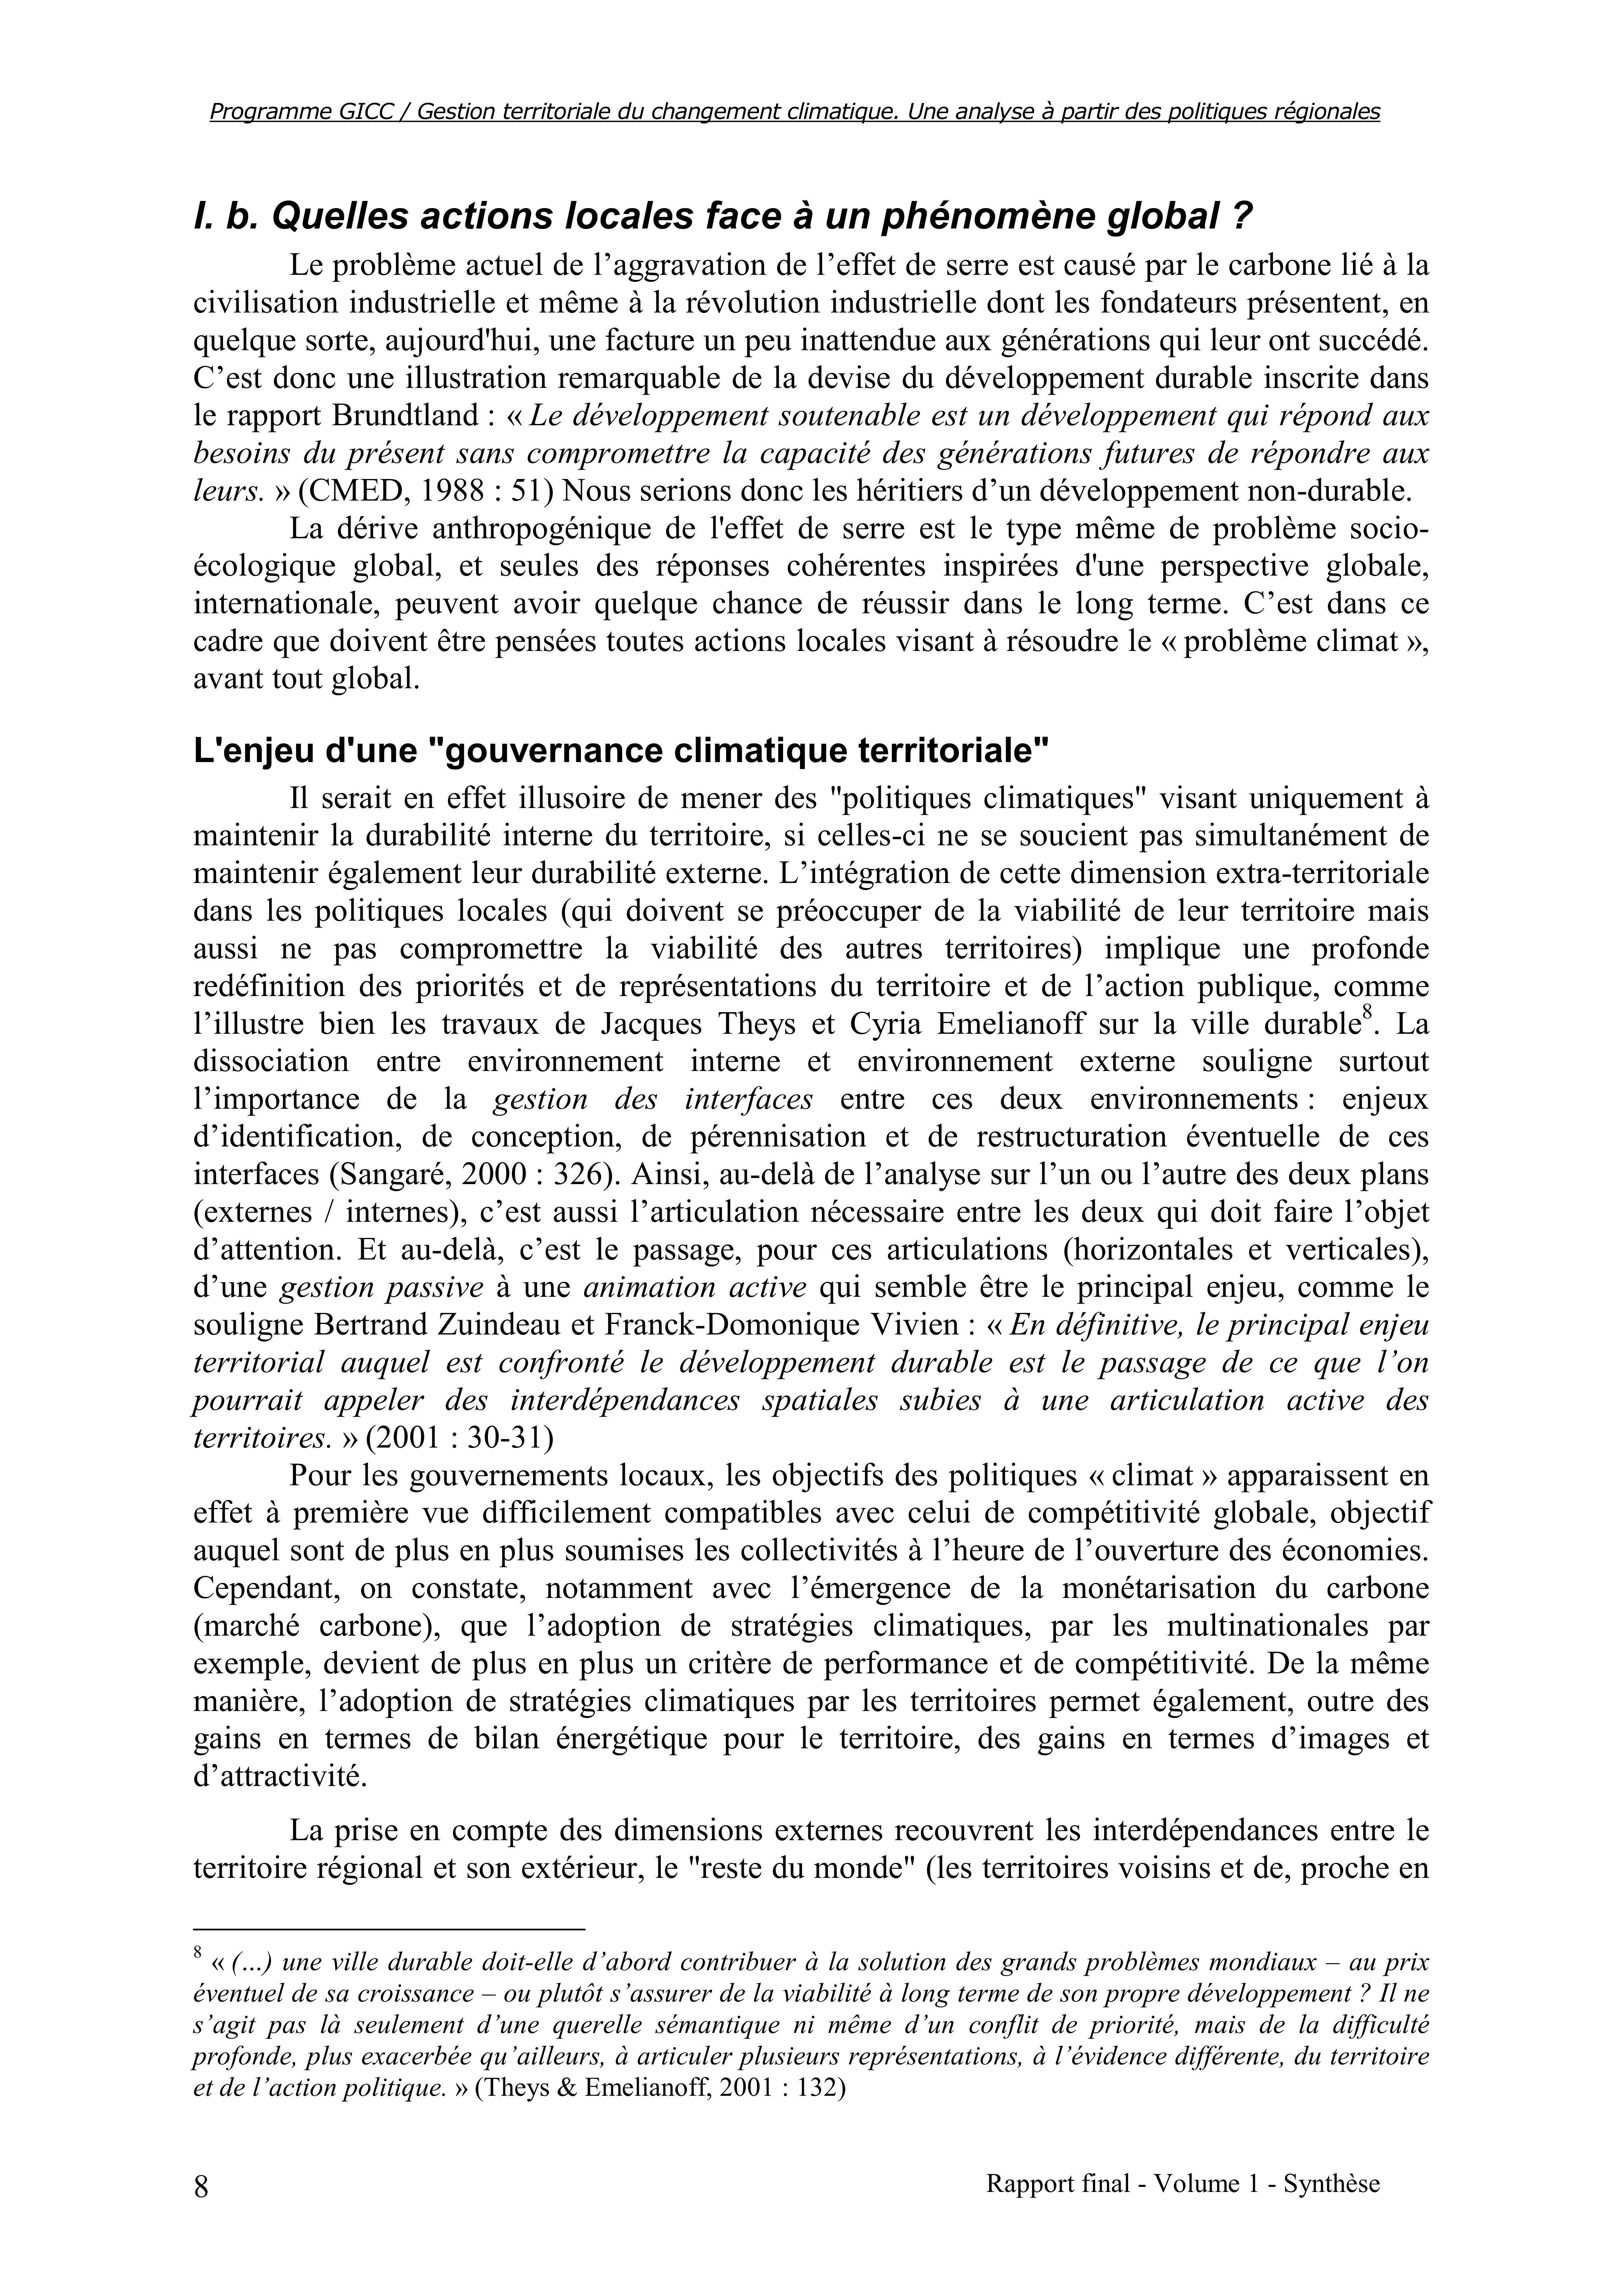 Programme GICC / Gestion territoriale du changement climatique. Une analyse à partir des politiques régionales
I. b. Quelles actions locales face à un phénomène global ?
Le problème actuel de l’aggravation de l’effet de serre est causé par le carbone lié à la
civilisation industrielle et même à la révolution industrielle dont les fondateurs présentent, en
quelque sorte, aujourd'hui, une facture un peu inattendue aux générations qui leur ont succédé.
C’est donc une illustration remarquable de la devise du développement durable inscrite dans
le rapport Brundtland : « Le développement soutenable est un développement qui répond aux
besoins du présent sans compromettre la capacité des générations futures de répondre aux
leurs. » (CMED, 1988 : 51) Nous serions donc les héritiers d’un développement non-durable.
La dérive anthropogénique de l'effet de serre est le type même de problème socio-
écologique global, et seules des réponses cohérentes inspirées d'une perspective globale,
internationale, peuvent avoir quelque chance de réussir dans le long terme. C’est dans ce
cadre que doivent être pensées toutes actions locales visant à résoudre le « problème climat »,
avant tout global.
L'enjeu d'une "gouvernance climatique territoriale"
Il serait en effet illusoire de mener des "politiques climatiques" visant uniquement à
maintenir la durabilité interne du territoire, si celles-ci ne se soucient pas simultanément de
maintenir également leur durabilité externe. L’intégration de cette dimension extra-territoriale
dans les politiques locales (qui doivent se préoccuper de la viabilité de leur territoire mais
aussi ne pas compromettre la viabilité des autres territoires) implique une profonde
redéfinition des priorités et de représentations du territoire et de l’action publique, comme
l’illustre bien les travaux de Jacques Theys et Cyria Emelianoff sur la ville durable8. La
dissociation entre environnement interne et environnement externe souligne surtout
l’importance de la gestion des interfaces entre ces deux environnements : enjeux
d’identification, de conception, de pérennisation et de restructuration éventuelle de ces
interfaces (Sangaré, 2000 : 326). Ainsi, au-delà de l’analyse sur l’un ou l’autre des deux plans
(externes / internes), c’est aussi l’articulation nécessaire entre les deux qui doit faire l’objet
d’attention. Et au-delà, c’est le passage, pour ces articulations (horizontales et verticales),
d’une gestion passive à une animation active qui semble être le principal enjeu, comme le
souligne Bertrand Zuindeau et Franck-Domonique Vivien : « En définitive, le principal enjeu
territorial auquel est confronté le développement durable est le passage de ce que l’on
pourrait appeler des interdépendances spatiales subies à une articulation active des
territoires. » (2001 : 30-31)
Pour les gouvernements locaux, les objectifs des politiques « climat » apparaissent en
effet à première vue difficilement compatibles avec celui de compétitivité globale, objectif
auquel sont de plus en plus soumises les collectivités à l’heure de l’ouverture des économies.
Cependant, on constate, notamment avec l’émergence de la monétarisation du carbone
(marché carbone), que l’adoption de stratégies climatiques, par les multinationales par
exemple, devient de plus en plus un critère de performance et de compétitivité. De la même
manière, l’adoption de stratégies climatiques par les territoires permet également, outre des
gains en termes de bilan énergétique pour le territoire, des gains en termes d’images et
d’attractivité.
La prise en compte des dimensions externes recouvrent les interdépendances entre le
territoire régional et son extérieur, le "reste du monde" (les territoires voisins et de, proche en
8 « (...) une ville durable doit-elle d’abord contribuer à la solution des grands problèmes mondiaux – au prix
éventuel de sa croissance – ou plutôt s’assurer de la viabilité à long terme de son propre développement ? Il ne
s’agit pas là seulement d’une querelle sémantique ni même d’un conflit de priorité, mais de la difficulté
profonde, plus exacerbée qu’ailleurs, à articuler plusieurs représentations, à l’évidence différente, du territoire
et de l’action politique. » (Theys & Emelianoff, 2001 : 132)
8
Rapport final - Volume 1 - Synthèse